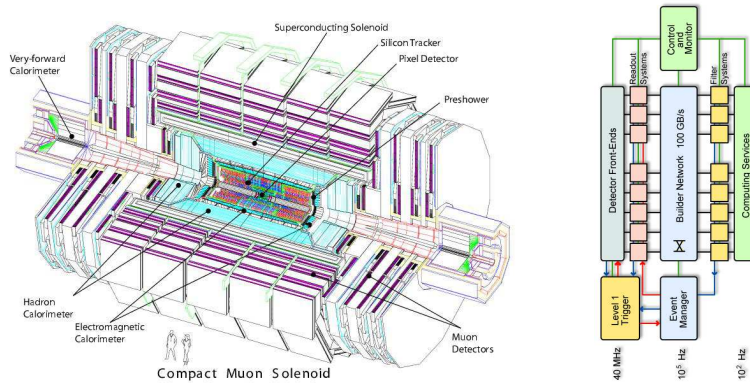 Superconducting Solenoid
Silicon Tracker
Pixel Detector
Very-forward
Calorimeter
Preshower
Hadron
Calorimeter
Electromagnetic
Calorimeter
Muon
Detectors
Compact Muon Solenoid
Control
and
Monitor
Readout
Systems
Filter
Systems
Detector Front-Ends
Builder Network 100 GB/s
Computing Services
Level 1
Trigger
Event
Manager
40 MHz
10⁵ Hz
10² Hz